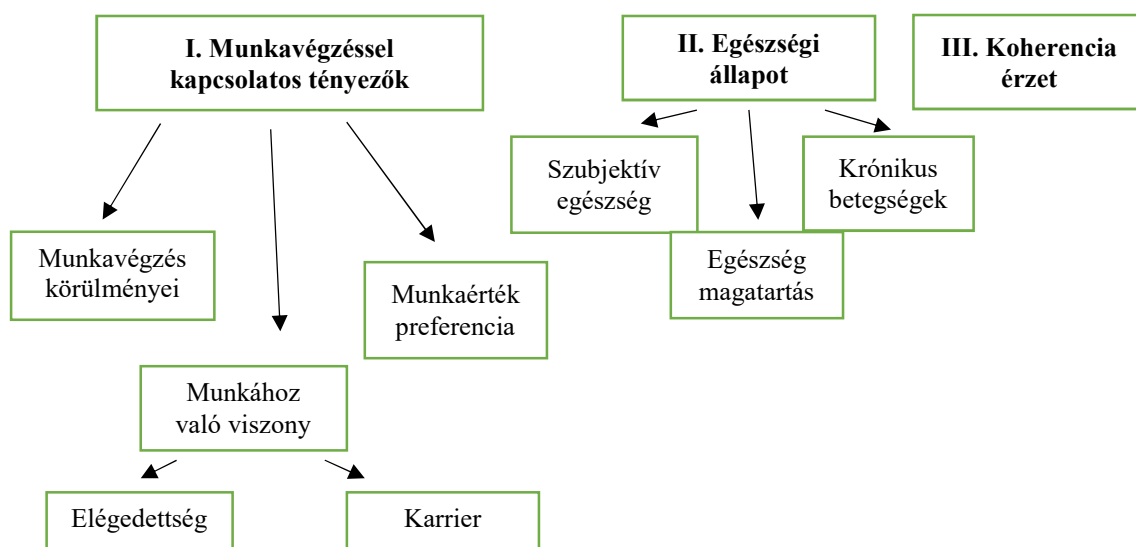 I. Munkavégzéssel
kapcsolatos tényezők
II. Egészségi
állapot
III. Koherencia
érzet
Szubjektív
egészség
Krónikus
betegségek
Munkavégzés
körülményei
Munkaérték
preferencia
Egészség
magatartás
Munkához
való viszony
Elégedettség
Karrier